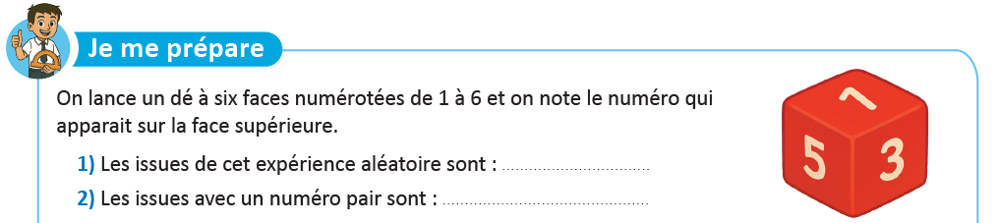 Je me prépare
On lance un dé à six faces numérotées de 1 à 6 et on note le numéro qui
apparait sur la face supérieure.
1) Les issues de cet expérience aléatoire sont : .................................
2) Les issues avec un numéro pair sont : ..............................................
1
5
3